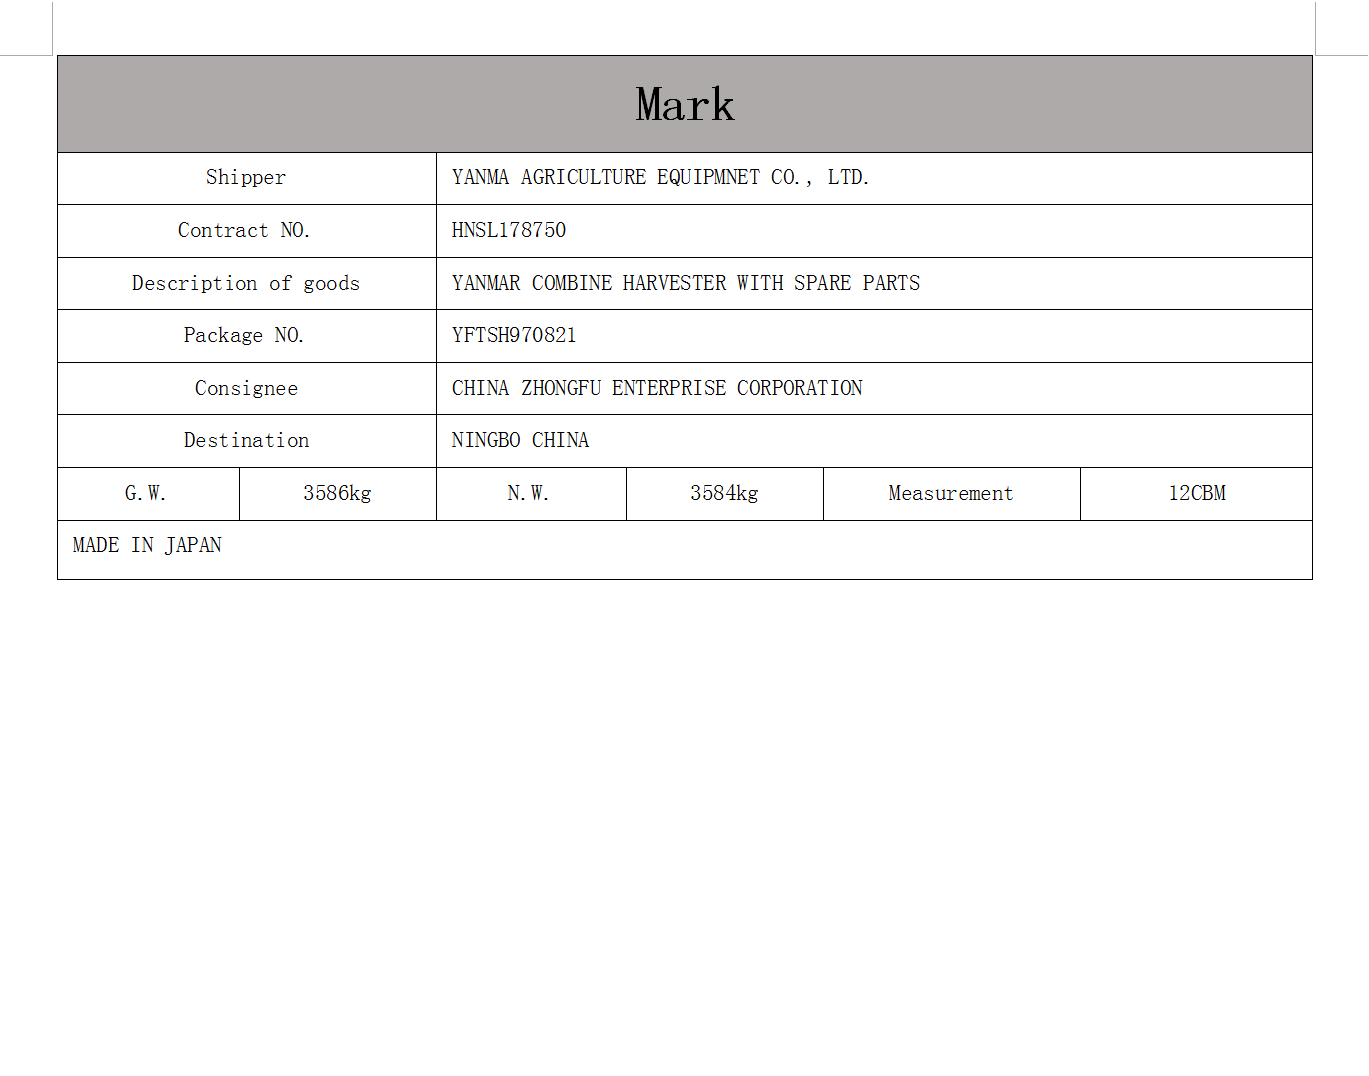 Mark
Shipper YANMA AGRICULTURE EQUIPMNET CO., LTD.
Contract NO. HNSL178750
Description of goods YANMAR COMBINE HARVESTER WITH SPARE PARTS
Package NO. YFTSH970821
Consignee CHINA ZHONGFU ENTERPRISE CORPORATION
Destination NINGBO CHINA
G.W. 3586kg N.W. 3584kg Measurement 12CBM
MADE IN JAPAN